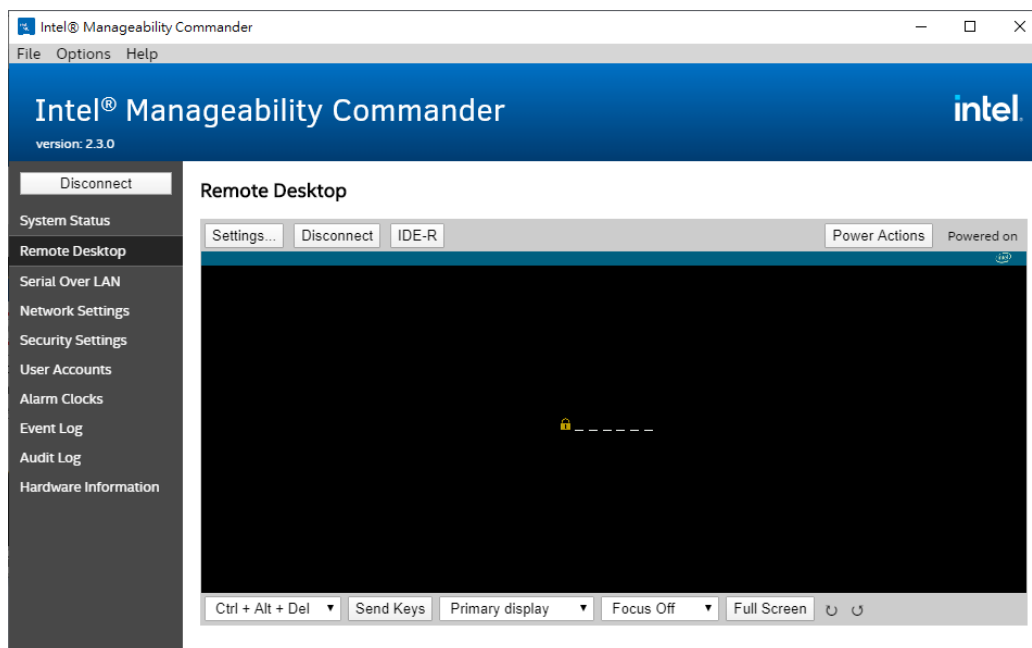 Intel® Manageability Commander
File Options Help
Intel® Manageability Commander
intel.
version: 2.3.0
Disconnect
System Status
Remote Desktop
Serial Over LAN
Network Settings
Security Settings
User Accounts
Alarm Clocks
Event Log
Audit Log
Hardware Information
Remote Desktop
Settings... Disconnect IDE-R Power Actions Powered on
_ _ _ _ _ _
Ctrl + Alt + Del Send Keys Primary display Focus Off Full Screen